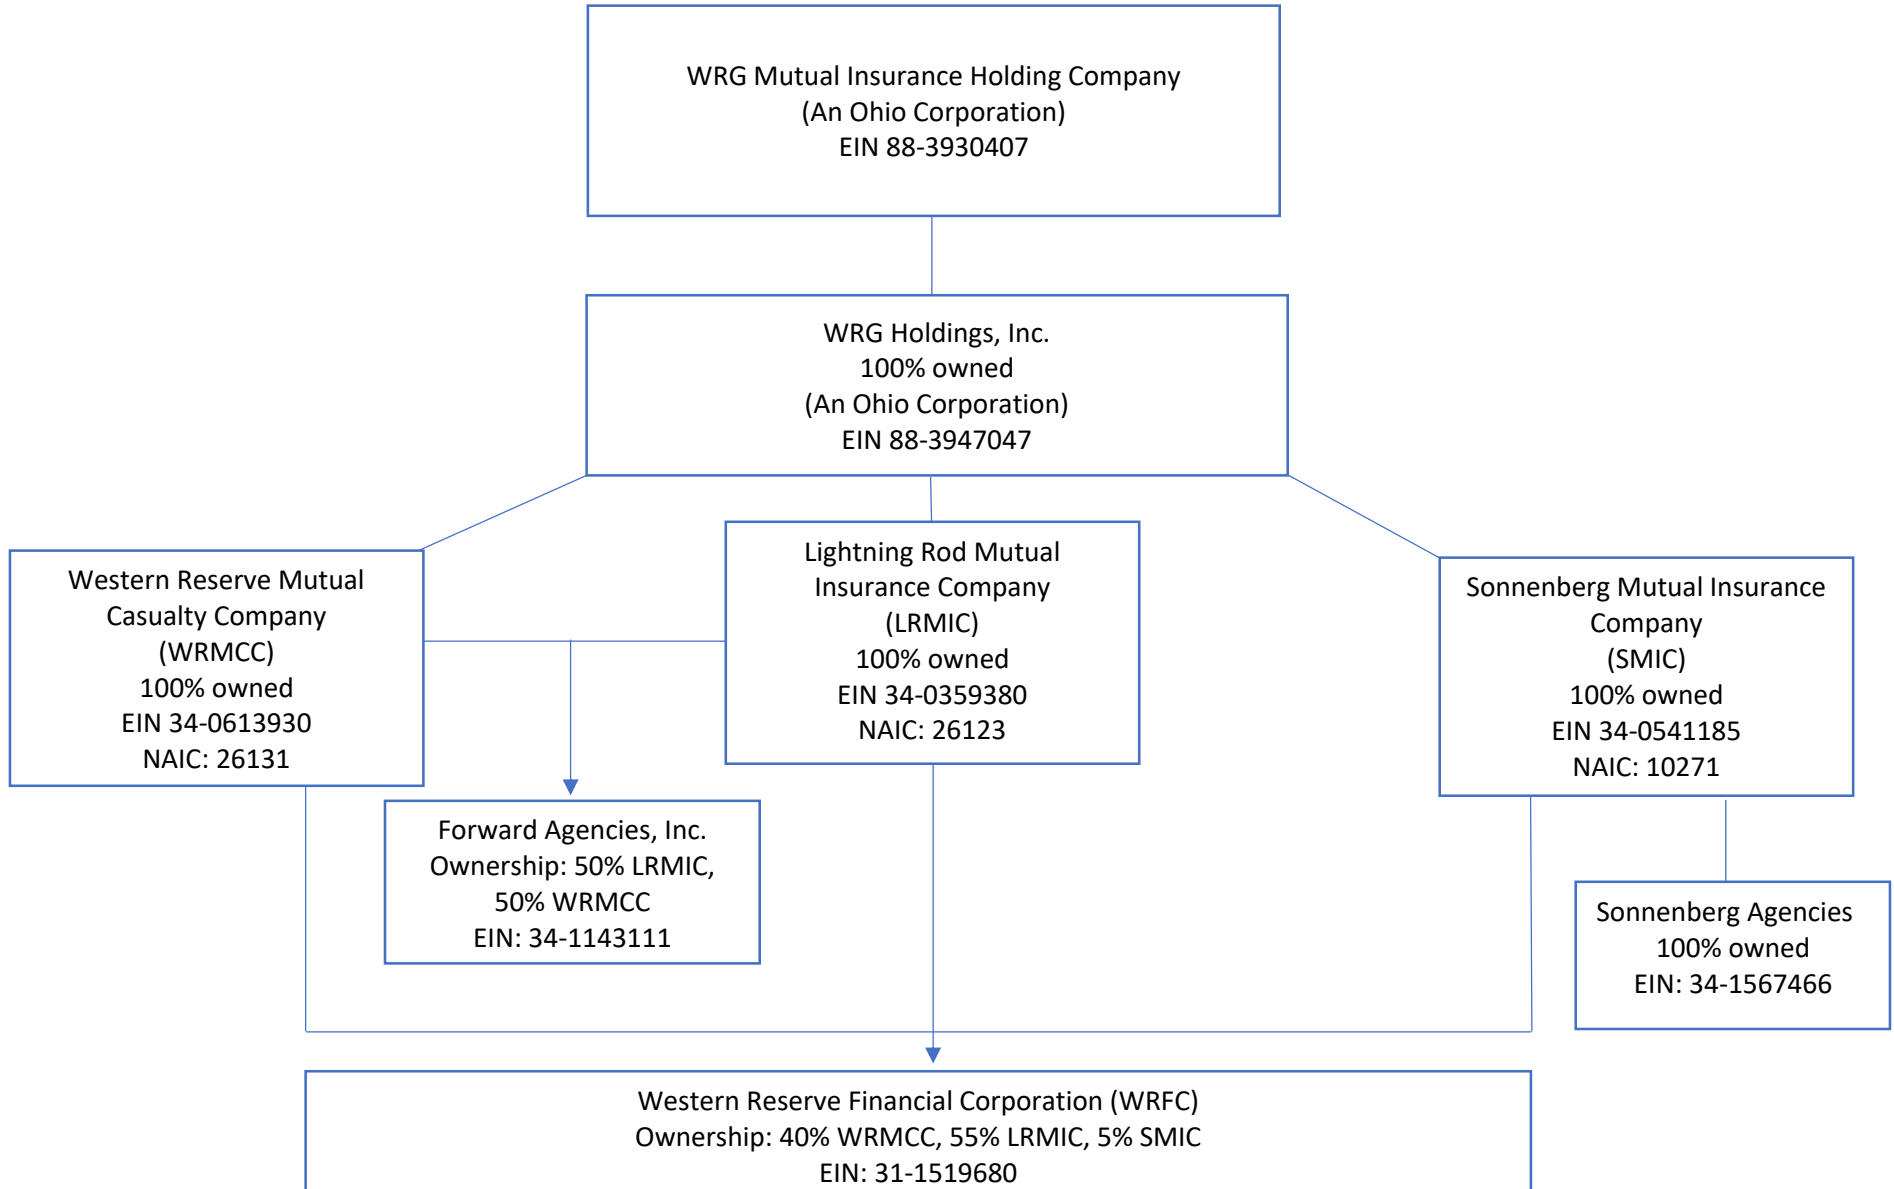 WRG Mutual Insurance Holding Company
(An Ohio Corporation)
EIN 88-3930407
WRG Holdings, Inc.
100% owned
(An Ohio Corporation)
EIN 88-3947047
Western Reserve Mutual
Casualty Company
(WRMCC)
100% owned
EIN 34-0613930
NAIC: 26131
Lightning Rod Mutual
Insurance Company
(LRMIC)
100% owned
EIN 34-0359380
NAIC: 26123
Sonnenberg Mutual Insurance
Company
(SMIC)
100% owned
EIN 34-0541185
NAIC: 10271
Forward Agencies, Inc.
Ownership: 50% LRMIC,
50% WRMCC
EIN: 34-1143111
Sonnenberg Agencies
100% owned
EIN: 34-1567466
Western Reserve Financial Corporation (WRFC)
Ownership: 40% WRMCC, 55% LRMIC, 5% SMIC
EIN: 31-1519680